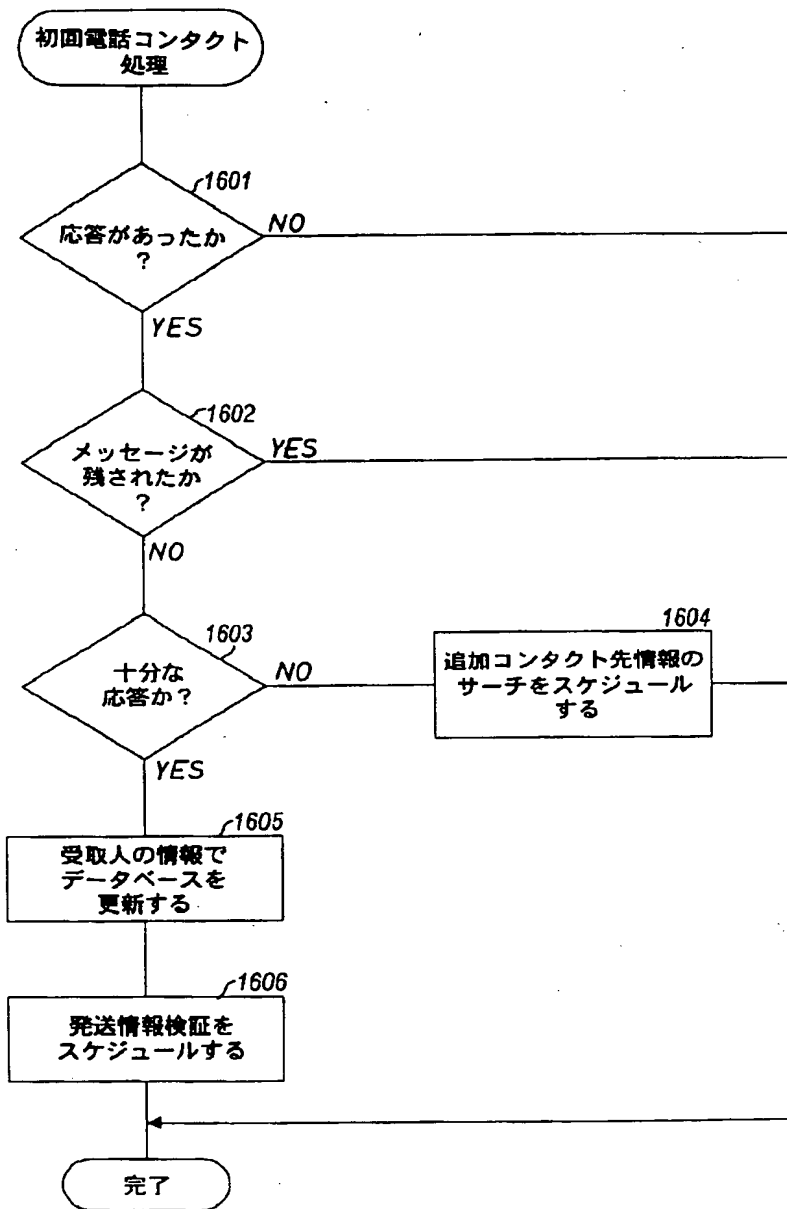 初回電話コンタクト
処理
1601
応答があったか
?
NO
YES
1602
メッセージが
残されたか
?
YES
NO
1603
十分な
応答か?
NO
YES
1604
追加コンタクト先情報の
サーチをスケジュール
する
1605
受取人の情報で
データベースを
更新する
1606
発送情報検証を
スケジュールする
完了